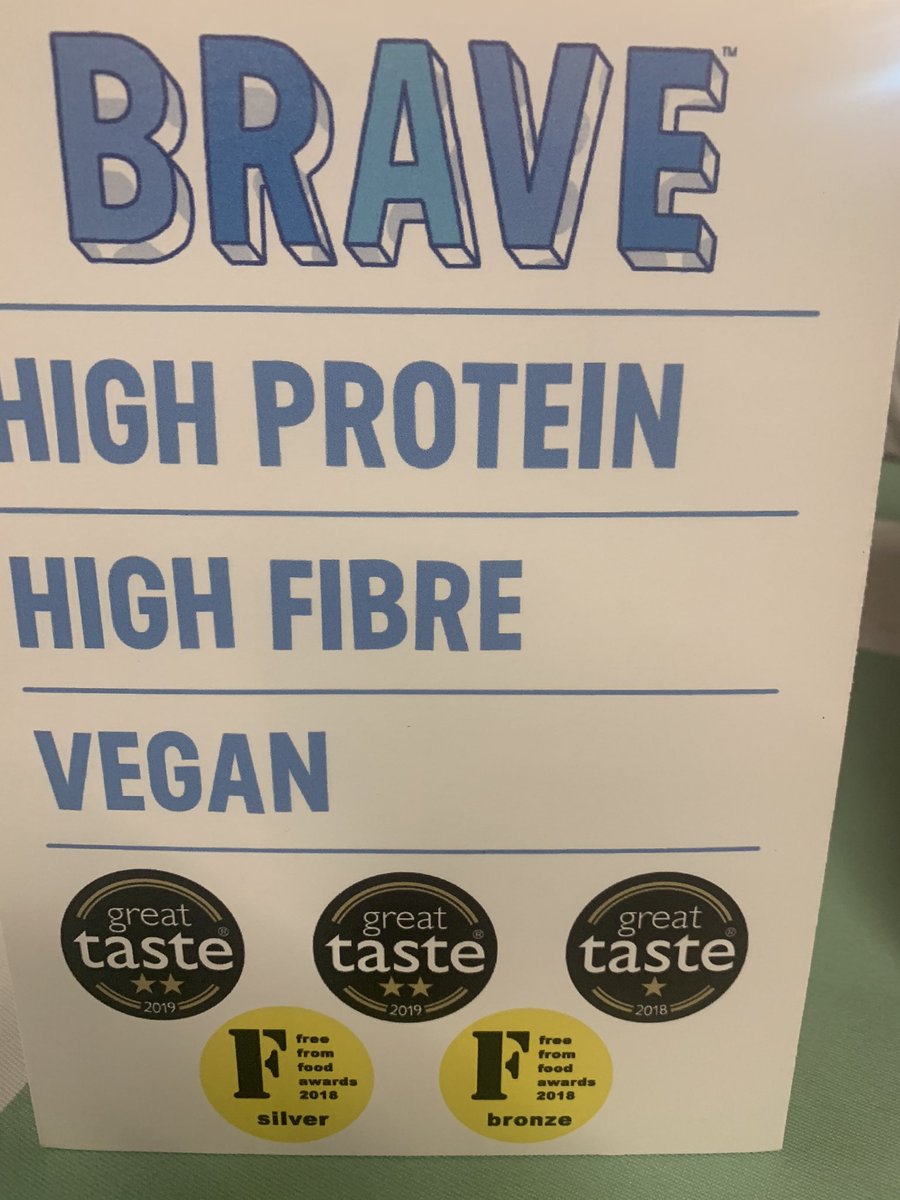 BRAVE™
HIGH PROTEIN
HIGH FIBRE
VEGAN
great
taste®
2019
great
taste®
2019
great
taste®
2018
F free
from
food
awards
2018
silver
F free
from
food
awards
2018
bronze